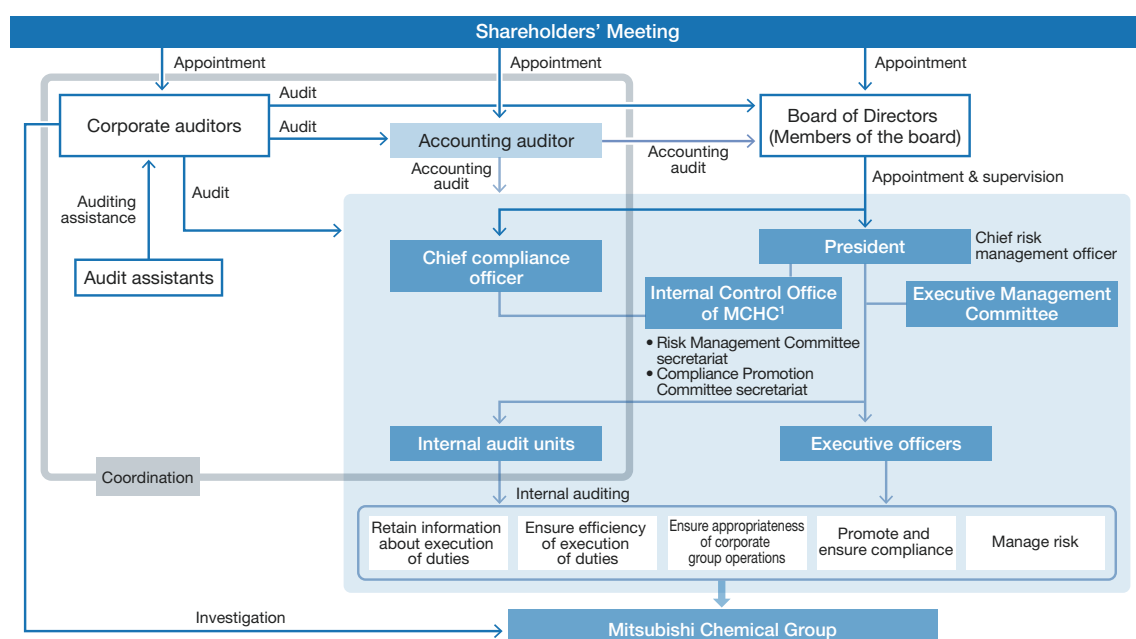 Shareholders' Meeting
Appointment
Appointment
Appointment
Audit
Corporate auditors
Audit
Accounting auditor
Board of Directors
(Members of the board)
Accounting
audit
Accounting
audit
Appointment & supervision
Auditing
assistance
Audit
Audit assistants
Chief compliance
officer
President
Chief risk
management officer
Internal Control Office
of MCHC¹
Executive Management
Committee
• Risk Management Committee
secretariat
• Compliance Promotion
Committee secretariat
Internal audit units
Executive officers
Coordination
Internal auditing
Retain information
about execution
of duties
Ensure efficiency
of execution
of duties
Ensure appropriateness
of corporate
group operations
Promote and
ensure compliance
Manage risk
Investigation
Mitsubishi Chemical Group